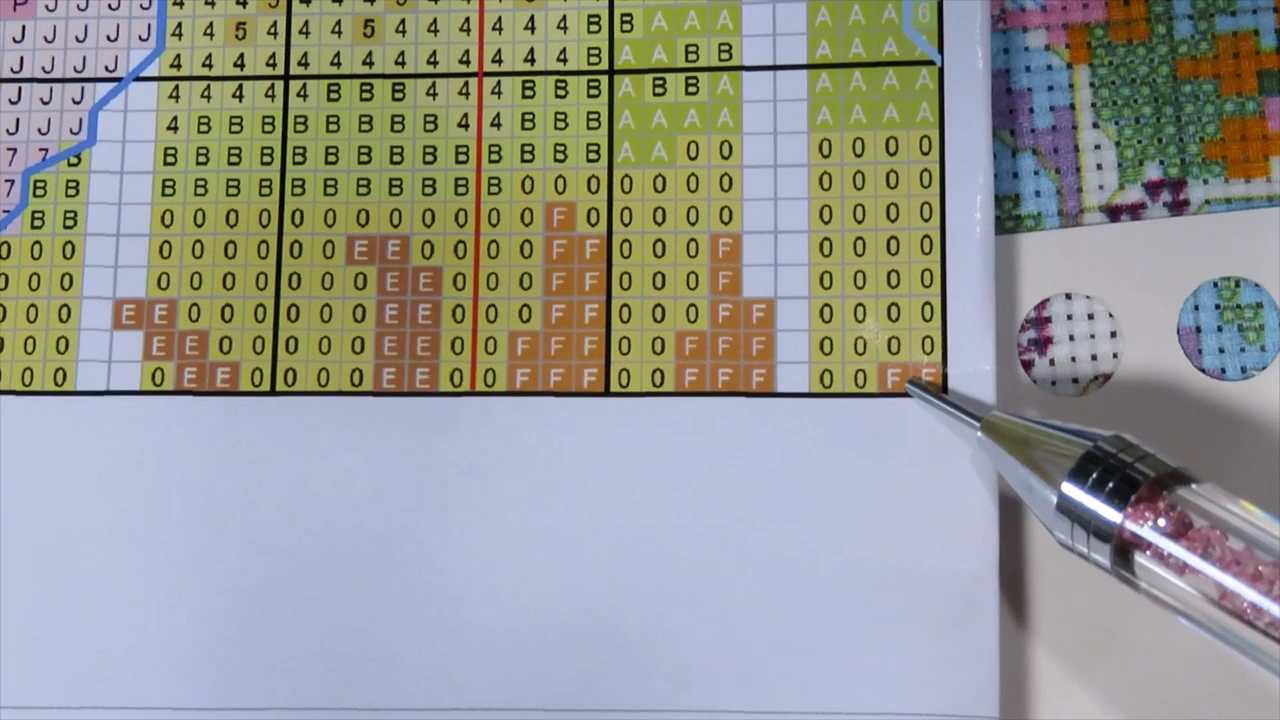 J J J J J 4 4 5 4 4 4 5 4 4 4 4 4 4 B B A A A A A A 6
J J J J 4 4 4 4 4 4 4 4 4 4 4 4 4 B A A B B A A A A
J J J 4 4 4 4 4 B B B 4 4 4 B B B A B B A A A A A
J J J 4 B B B B B B B B 4 4 B B B A A A A A A A A
7 7 B B B B B B B B B B B B B B B A A 0 0 0 0 0 0
7 B B B B B B B B B B B B B 0 0 0 0 0 0 0 0 0 0 0
B B 0 0 0 0 0 0 0 0 0 0 0 F 0 0 0 0 0 0 0 0 0
0 0 0 0 0 0 0 0 0 E E 0 0 0 F F 0 0 0 F 0 0 0 0
0 0 0 0 0 0 0 0 0 0 E E 0 0 F F 0 0 0 F 0 0 0 0
0 0 0 E E 0 0 0 0 0 0 E E 0 0 F F 0 0 0 F F 0 0 0 0
0 0 0 E E 0 0 0 0 0 E E 0 0 F F F 0 0 F F F 0 0 0 0
0 0 0 0 E E 0 0 0 0 E E 0 0 F F F 0 0 F F F 0 0 F